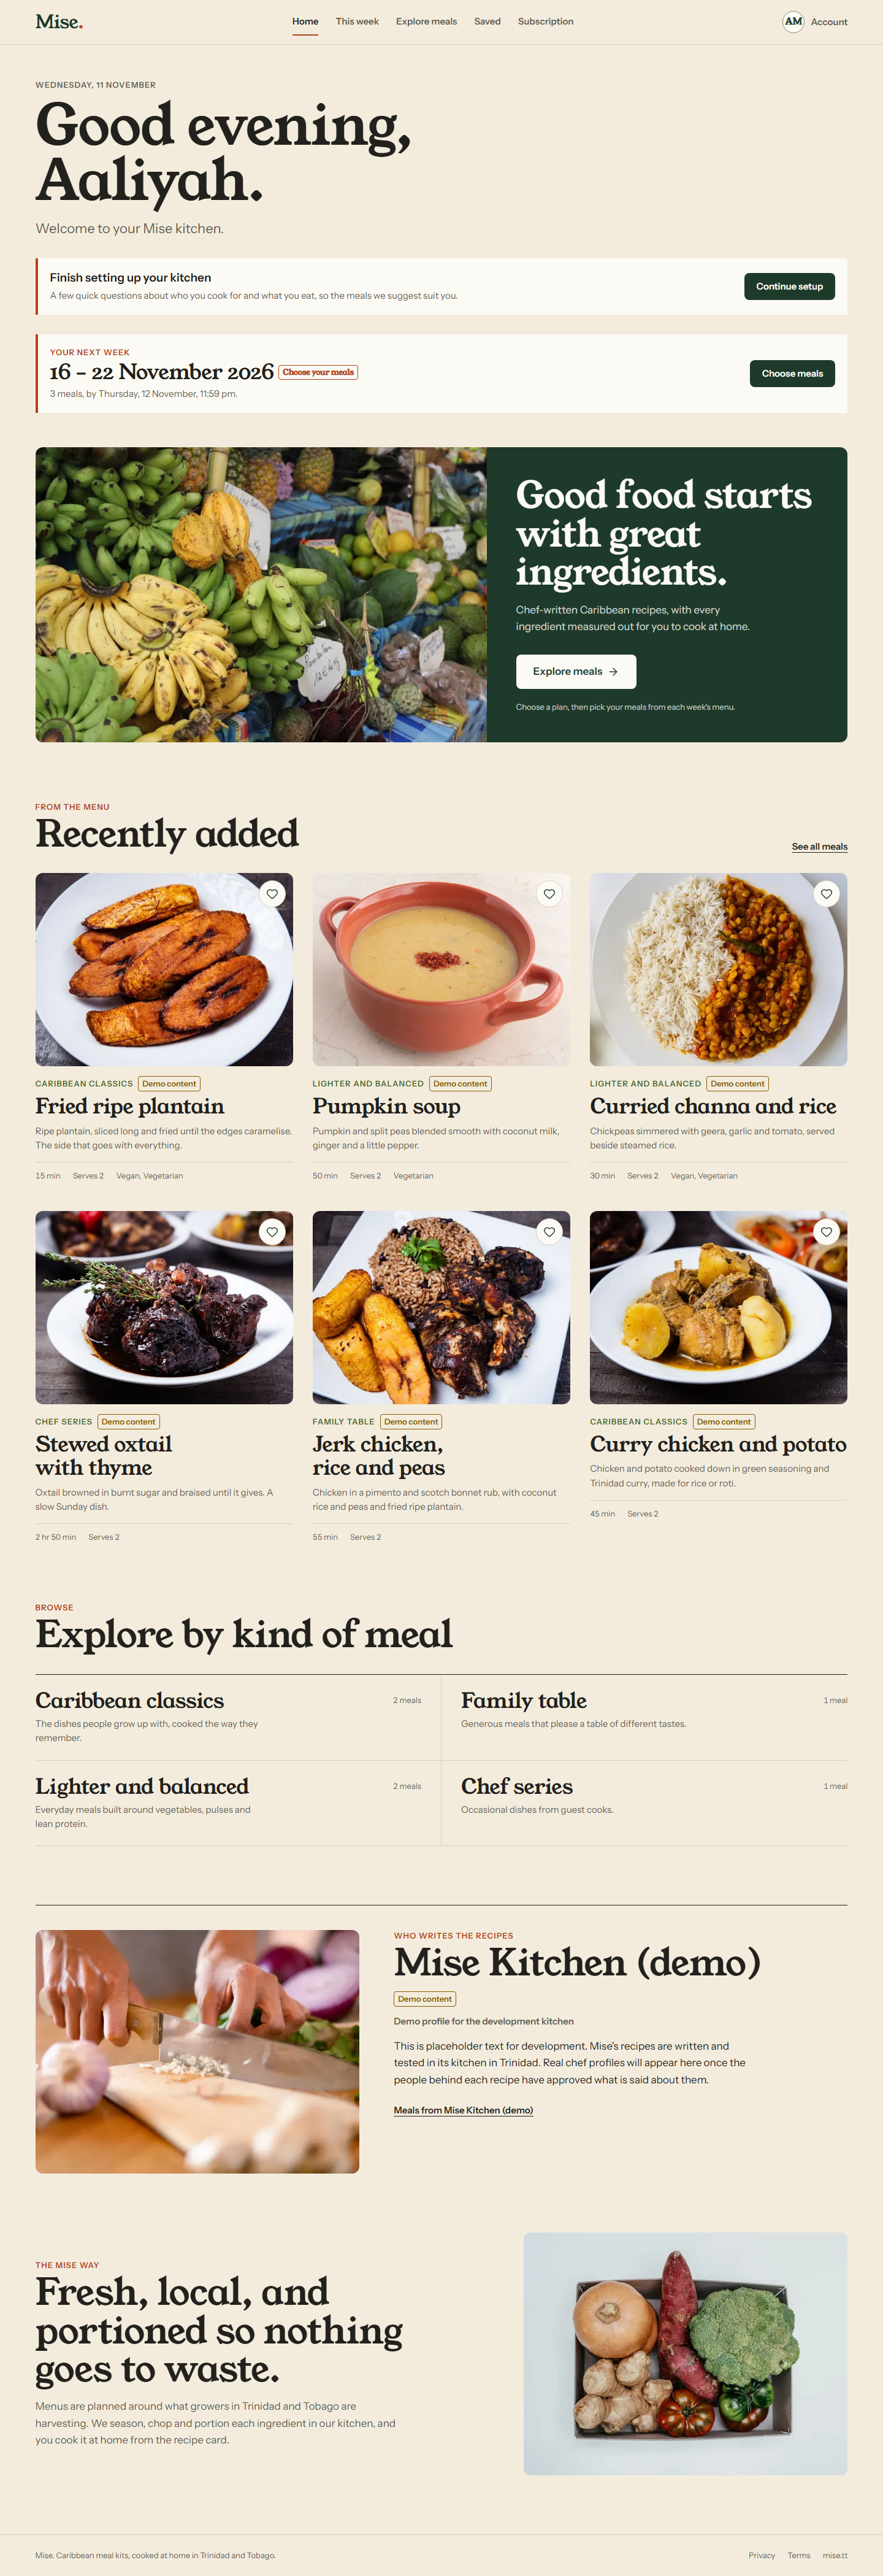 Mise.
Home
This week
Explore meals
Saved
Subscription
AM
Account
WEDNESDAY, 11 NOVEMBER
Good evening,
Aaliyah.
Welcome to your Mise kitchen.
Finish setting up your kitchen
A few quick questions about who you cook for and what you eat, so the meals we suggest suit you.
Continue setup
YOUR NEXT WEEK
16 – 22 November 2026 Choose your meals
3 meals, by Thursday, 12 November, 11:59 pm.
Choose meals
Good food starts
with great
ingredients.
Chef-written Caribbean recipes, with every
ingredient measured out for you to cook at home.
Explore meals →
Choose a plan, then pick your meals from each week's menu.
FROM THE MENU
Recently added
See all meals
CARIBBEAN CLASSICS Demo content
Fried ripe plantain
Ripe plantain, sliced long and fried until the edges caramelise.
The side that goes with everything.
15 min Serves 2 Vegan, Vegetarian
LIGHTER AND BALANCED Demo content
Pumpkin soup
Pumpkin and split peas blended smooth with coconut milk,
ginger and a little pepper.
50 min Serves 2 Vegetarian
LIGHTER AND BALANCED Demo content
Curried channa and rice
Chickpeas simmered with geera, garlic and tomato, served
beside steamed rice.
30 min Serves 2 Vegan, Vegetarian
CHEF SERIES Demo content
Stewed oxtail
with thyme
Oxtail browned in burnt sugar and braised until it gives. A
slow Sunday dish.
2 hr 50 min Serves 2
FAMILY TABLE Demo content
Jerk chicken,
rice and peas
Chicken in a pimento and scotch bonnet rub, with coconut
rice and peas and fried ripe plantain.
55 min Serves 2
CARIBBEAN CLASSICS Demo content
Curry chicken and potato
Chicken and potato cooked down in green seasoning and
Trinidad curry, made for rice or roti.
45 min Serves 2
BROWSE
Explore by kind of meal
Caribbean classics
2 meals
The dishes people grow up with, cooked the way they
remember.
Family table
1 meal
Generous meals that please a table of different tastes.
Lighter and balanced
2 meals
Everyday meals built around vegetables, pulses and
lean protein.
Chef series
1 meal
Occasional dishes from guest cooks.
WHO WRITES THE RECIPES
Mise Kitchen (demo)
Demo content
Demo profile for the development kitchen
This is placeholder text for development. Mise's recipes are written and
tested in its kitchen in Trinidad. Real chef profiles will appear here once the
people behind each recipe have approved what is said about them.
Meals from Mise Kitchen (demo)
THE MISE WAY
Fresh, local, and
portioned so nothing
goes to waste.
Menus are planned around what growers in Trinidad and Tobago are
harvesting. We season, chop and portion each ingredient in our kitchen, and
you cook it at home from the recipe card.
Mise. Caribbean meal kits, cooked at home in Trinidad and Tobago.
Privacy
Terms
mise.tt